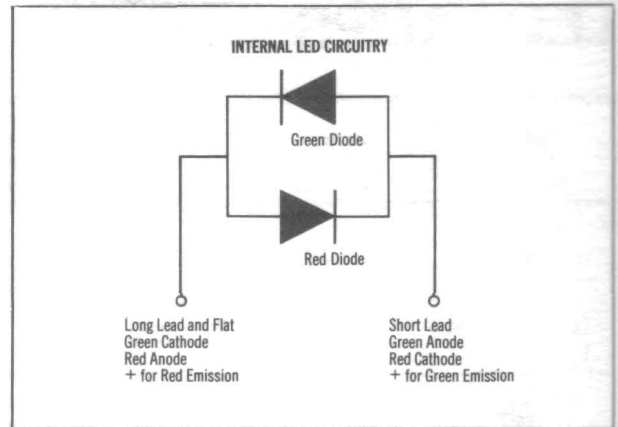 INTERNAL LED CIRCUITRY
Green Diode
Red Diode
Long Lead and Flat
Green Cathode
Red Anode
+ for Red Emission
Short Lead
Green Anode
Red Cathode
+ for Green Emission